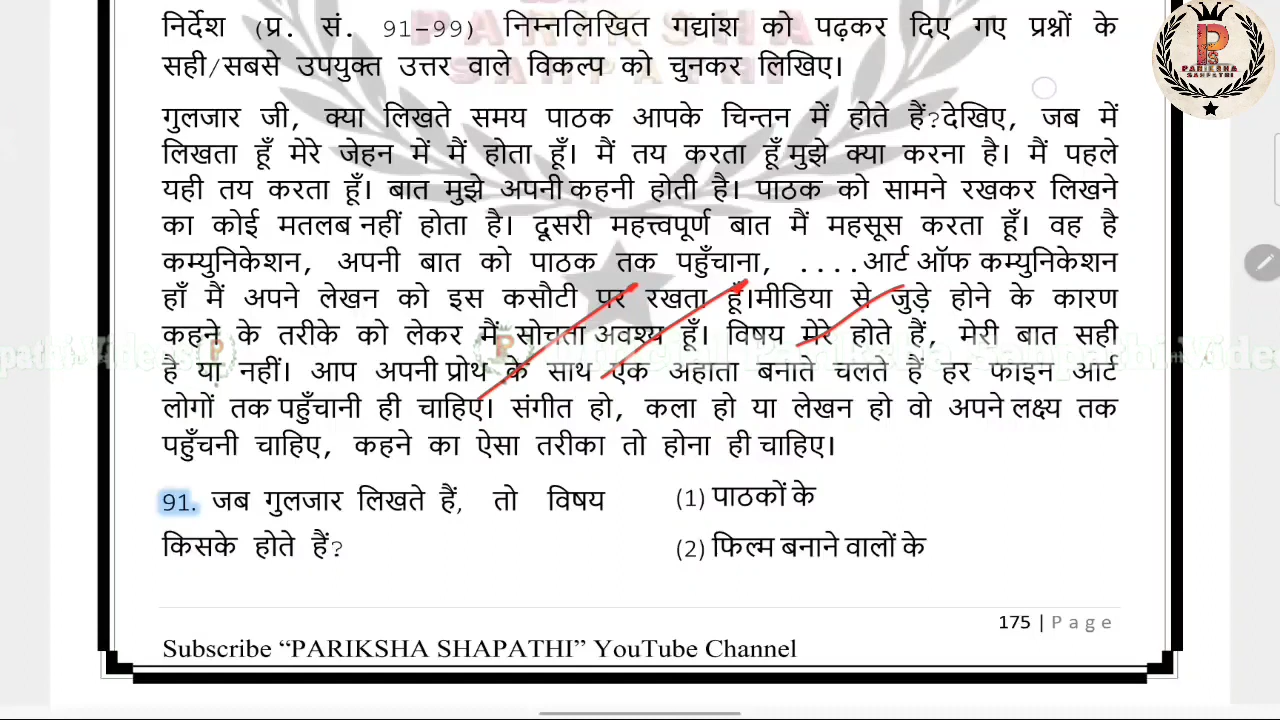 निर्देश (प्र. सं. 91-99) निम्नलिखित गद्यांश को पढ़कर दिए गए प्रश्नों के
सही/सबसे उपयुक्त उत्तर वाले विकल्प को चुनकर लिखिए।
PARIKSHA
SHAPATHI
गुलजार जी, क्या लिखते समय पाठक आपके चिन्तन में होते हैं?देखिए, जब में
लिखता हूँ मेरे जेहन में मैं होता हूँ। मैं तय करता हूँ मुझे क्या करना है। मैं पहले
यही तय करता हूँ। बात मुझे अपनी कहनी होती है। पाठक को सामने रखकर लिखने
का कोई मतलब नहीं होता है। दूसरी महत्त्वपूर्ण बात मैं महसूस करता हूँ। वह है
कम्युनिकेशन, अपनी बात को पाठक तक पहुँचाना, ....आर्ट ऑफ कम्युनिकेशन
हाँ मैं अपने लेखन को इस कसौटी पर रखता हूँ।मीडिया से जुड़े होने के कारण
कहने के तरीके को लेकर मैं सोचता अवश्य हूँ। विषय मेरे होते हैं, मेरी बात सही
है या नहीं। आप अपनी प्रोथ के साथ एक अहाता बनाते चलते हैं हर फाइन आर्ट
लोगों तक पहुँचानी ही चाहिए। संगीत हो, कला हो या लेखन हो वो अपने लक्ष्य तक
पहुँचनी चाहिए, कहने का ऐसा तरीका तो होना ही चाहिए।
91. जब गुलजार लिखते हैं, तो विषय
किसके होते हैं?
(1) पाठकों के
(2) फिल्म बनाने वालों के
175 | Page
Subscribe “PARIKSHA SHAPATHI” YouTube Channel